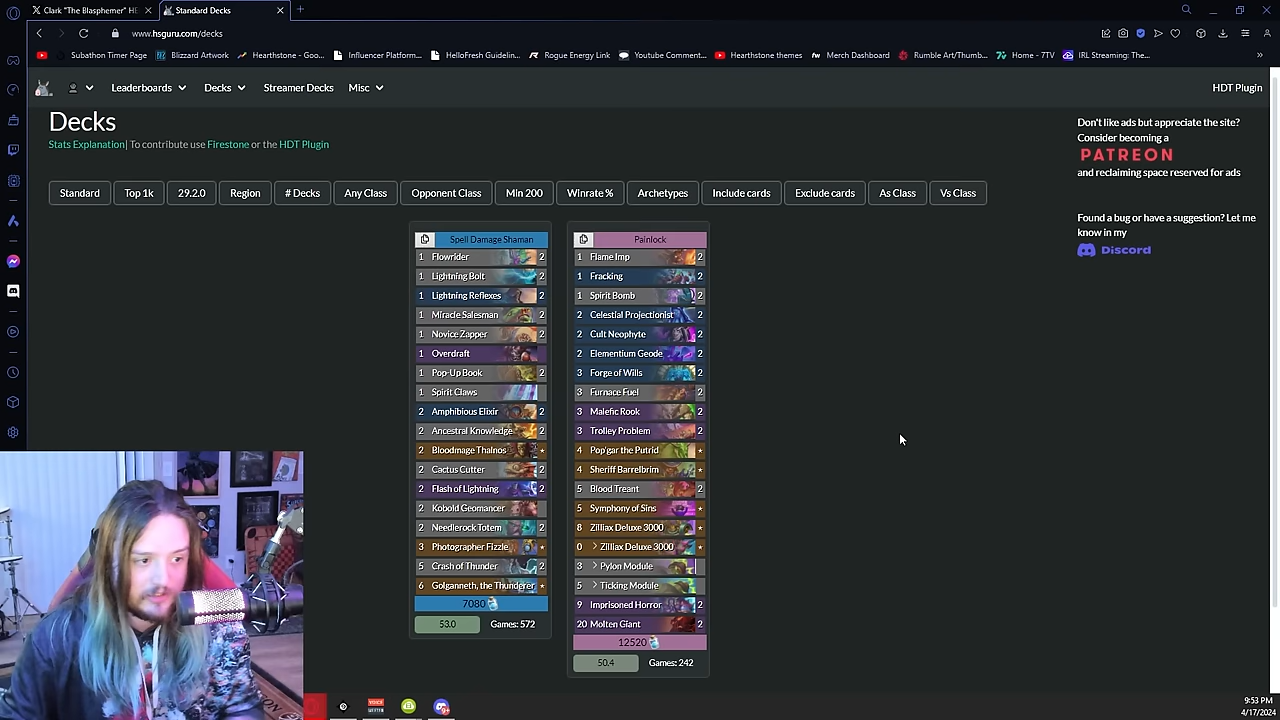 Clark "The Blasphemer" HE
Standard Decks
www.hsguru.com/decks
Subathon Timer Page
Blizzard Artwork
Hearthstone - Goo...
Influencer Platform...
HelloFresh Guidelin...
Rogue Energy Link
Youtube Comment...
Hearthstone themes
Merch Dashboard
Rumble Art/Thumb...
Home - 7TV
IRL Streaming: The...
Leaderboards
Decks
Streamer Decks
Misc
HDT Plugin
Decks
Stats Explanation| To contribute use Firestone or the HDT Plugin
Standard
Top 1k
29.2.0
Region
# Decks
Any Class
Opponent Class
Min 200
Winrate %
Archetypes
Include cards
Exclude cards
As Class
Vs Class
Spell Damage Shaman
1 Flowrider 2
1 Lightning Bolt 2
1 Lightning Reflexes 2
1 Miracle Salesman 2
1 Novice Zapper 2
1 Overdraft
1 Pop-Up Book 2
1 Spirit Claws
2 Amphibious Elixir 2
2 Ancestral Knowledge 2
2 Bloodmage Thalnos
2 Cactus Cutter 2
2 Flash of Lightning 2
2 Kobold Geomancer
2 Needlerock Totem 2
3 Photographer Fizzle
5 Crash of Thunder 2
6 Golganneth, the Thunderer
7080
53.0 Games: 572
Painlock
1 Flame Imp 2
1 Fracking 2
1 Spirit Bomb 2
2 Celestial Projectionist 2
2 Cult Neophyte 2
2 Elementium Geode 2
3 Forge of Wills 2
3 Furnace Fuel 2
3 Malefic Rook 2
3 Trolley Problem 2
4 Pop'gar the Putrid
4 Sheriff Barrelbrim
5 Blood Treant 2
5 Symphony of Sins
8 Zilliax Deluxe 3000
0 > Zilliax Deluxe 3000
3 > Pylon Module
5 > Ticking Module
9 Imprisoned Horror 2
20 Molten Giant 2
12520
50.4 Games: 242
Don't like ads but appreciate the site?
Consider becoming a
PATREON
and reclaiming space reserved for ads
Found a bug or have a suggestion? Let me
know in my
Discord
9:53 PM
4/17/2024